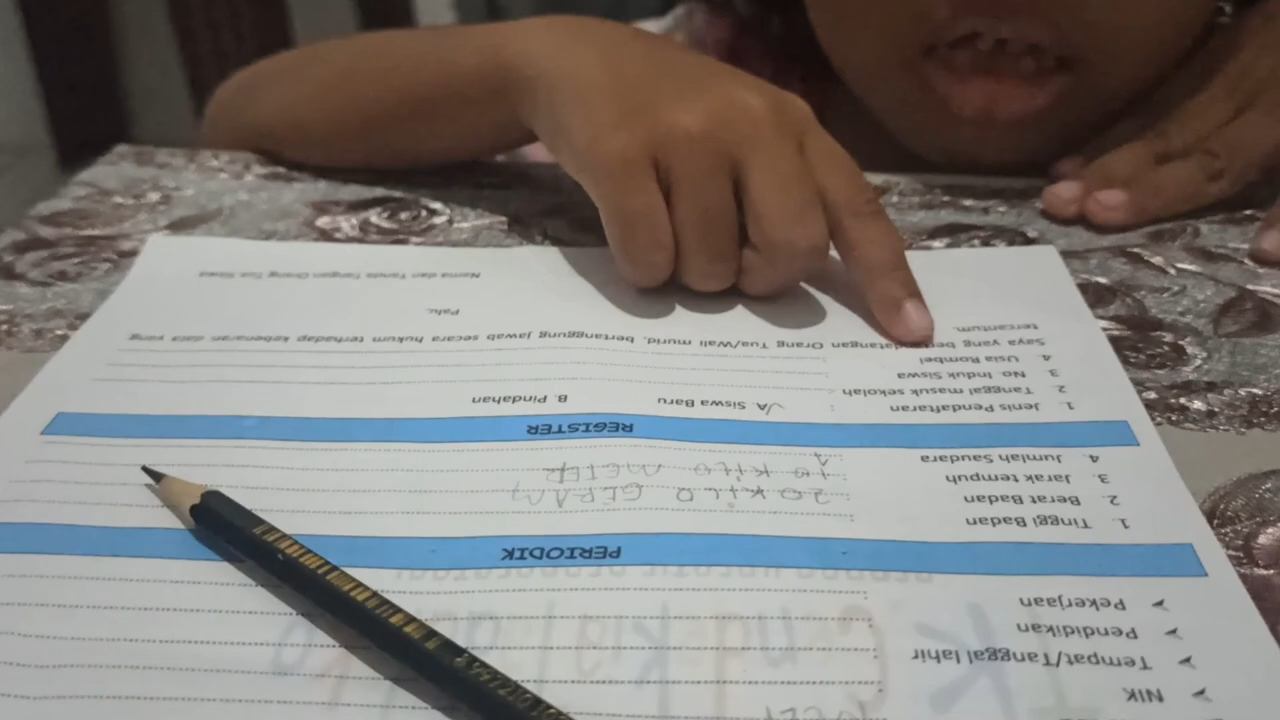 NIK
Tempat/Tanggal lahir
Pendidikan
Pekerjaan
PERIODIK
1. Tinggi Badan :
2. Berat Badan : 20 KILO GERAM
3. Jarak tempuh : 10 KILO METER
4. Jumlah Saudara : 1
REGISTER
1. Jenis Pendaftaran : √A. Siswa Baru B. Pindahan
2. Tanggal masuk sekolah :
3. No. Induk Siswa :
4. Usia Rombel :
Saya yang bertandatangan Orang Tua/Wali murid, bertanggung jawab secara hukum terhadap kebenaran data yang
tercantum.
Palu,
Nama dan Tanda Tangan Orang Tua Siswa